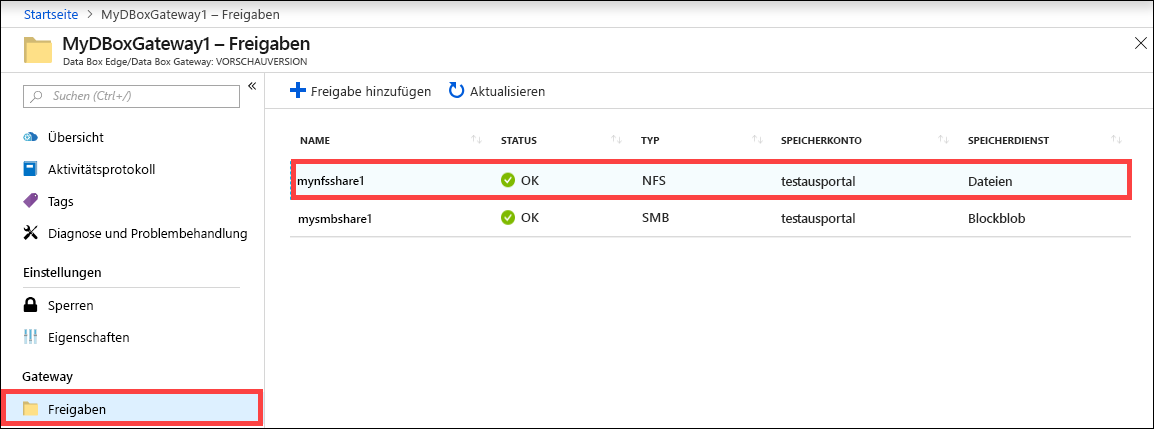 Startseite > MyDBoxGateway1 – Freigaben
MyDBoxGateway1 – Freigaben
Data Box Edge/Data Box Gateway: VORSCHAUVERSION
Suchen (Ctrl+/)
«
Übersicht
Aktivitätsprotokoll
Tags
Diagnose und Problembehandlung
Einstellungen
Sperren
Eigenschaften
Gateway
Freigaben
Freigabe hinzufügen Aktualisieren
NAME STATUS TYP SPEICHERKONTO SPEICHERDIENST
mynfsshare1 OK NFS testausportal Dateien
mysmbshare1 OK SMB testausportal Blockblob